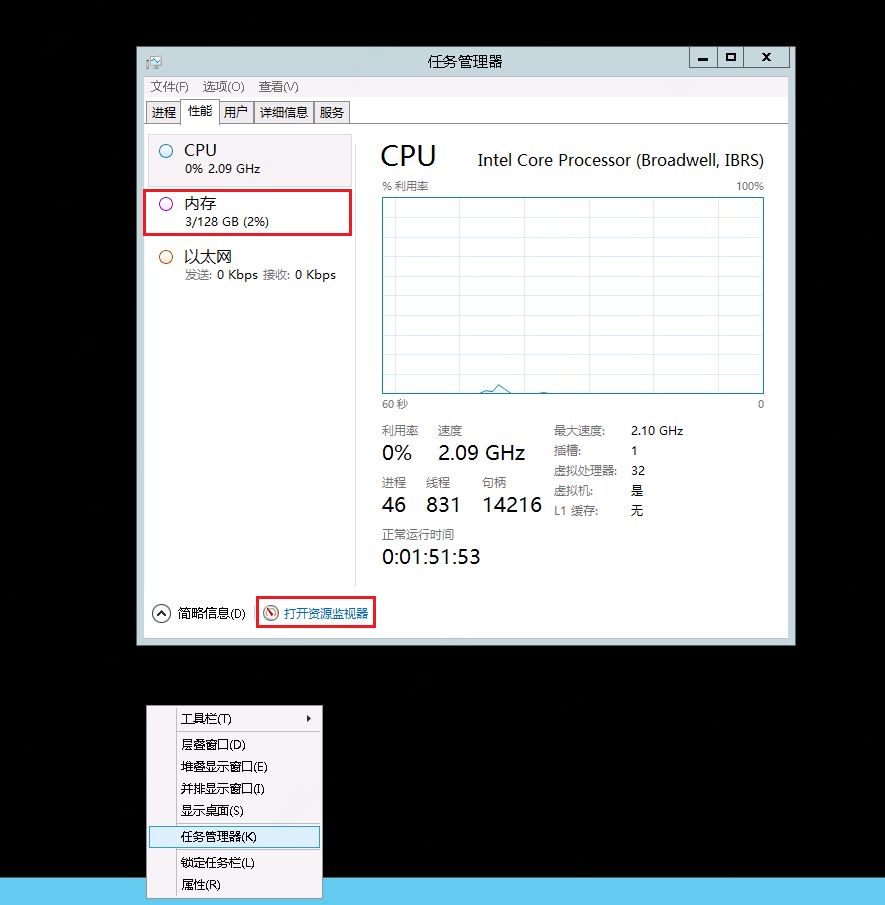 任务管理器
文件(F) 选项(O) 查看(V)
进程 性能 用户 详细信息 服务
CPU
0% 2.09 GHz
内存
3/128 GB (2%)
以太网
发送: 0 Kbps 接收: 0 Kbps
CPU Intel Core Processor (Broadwell, IBRS)
% 利用率 100%
60 秒 0
利用率 速度
0% 2.09 GHz
进程 线程 句柄
46 831 14216
正常运行时间
0:01:51:53
最大速度: 2.10 GHz
插槽: 1
虚拟处理器: 32
虚拟机: 是
L1 缓存: 无
简略信息(D) 打开资源监视器
工具栏(T)
层叠窗口(D)
堆叠显示窗口(E)
并排显示窗口(I)
显示桌面(S)
任务管理器(K)
锁定任务栏(L)
属性(R)